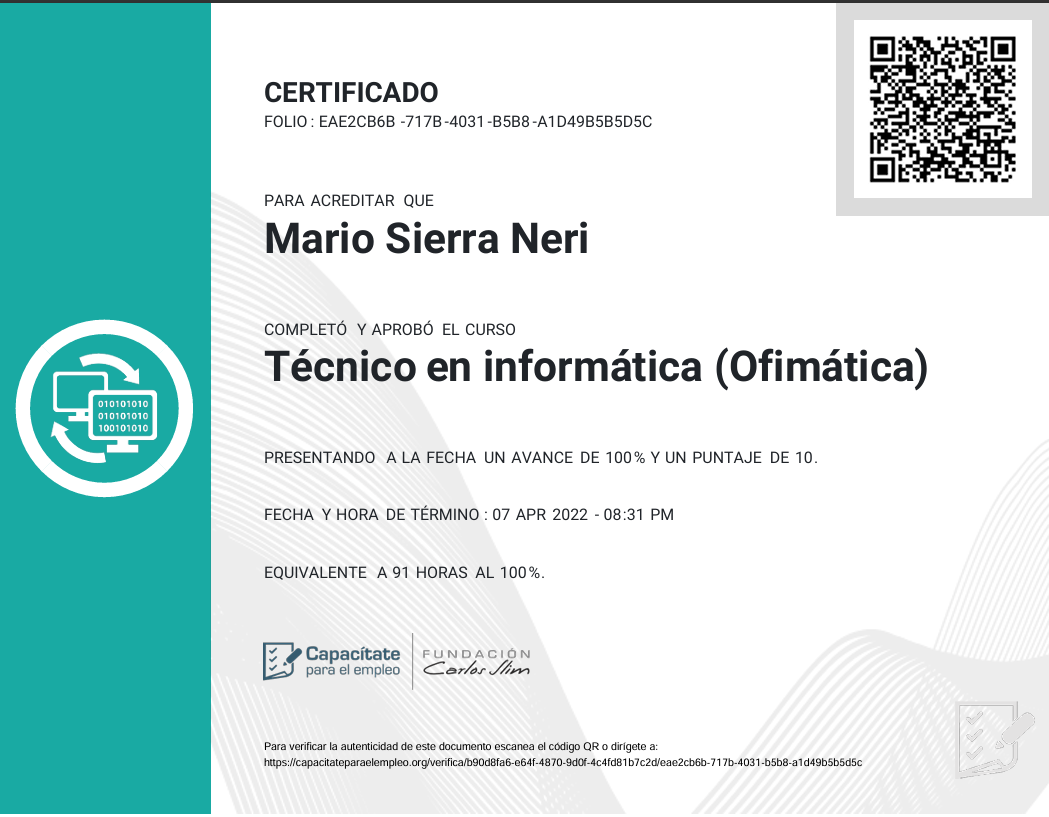 CERTIFICADO
FOLIO : EAE2CB6B -717B-4031-B5B8-A1D49B5B5D5C
PARA ACREDITAR QUE
Mario Sierra Neri
COMPLETÓ Y APROBÓ EL CURSO
Técnico en informática (Ofimática)
010101010
010101010
100101010
PRESENTANDO A LA FECHA UN AVANCE DE 100% Y UN PUNTAJE DE 10.
FECHA Y HORA DE TÉRMINO : 07 APR 2022 - 08:31 PM
EQUIVALENTE A 91 HORAS AL 100%.
Capacítate para el empleo
FUNDACIÓN Carlos Slim
Para verificar la autenticidad de este documento escanea el código QR o dirígete a:
https://capacitateparaelempleo.org/verifica/b90d8fa6-e64f-4870-9d0f-4c4fd81b7c2d/eae2cb6b-717b-4031-b5b8-a1d49b5b5d5c